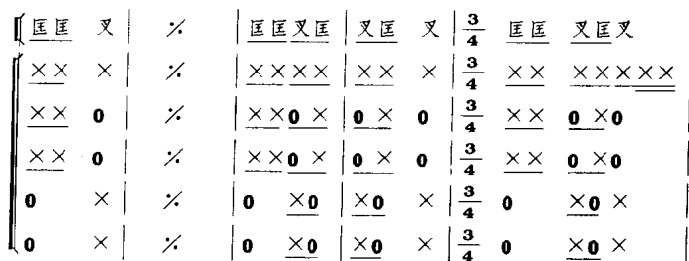 匡匡 叉 | ⁒ | 匡匡叉匡 | 叉匡 叉 | 3/4 匡匡 叉匡叉 |
×× × | ⁒ | ×××× | ×× × | 3/4 ×× ××××× |
×× 0 | ⁒ | ××0× | 0× 0 | 3/4 ×× 0×0 |
×× 0 | ⁒ | ××0× | 0× 0 | 3/4 ×× 0×0 |
0 × | ⁒ | 0 ×0 | ×0 × | 3/4 0 ×0 × |
0 × | ⁒ | 0 ×0 | ×0 × | 3/4 0 ×0 × |